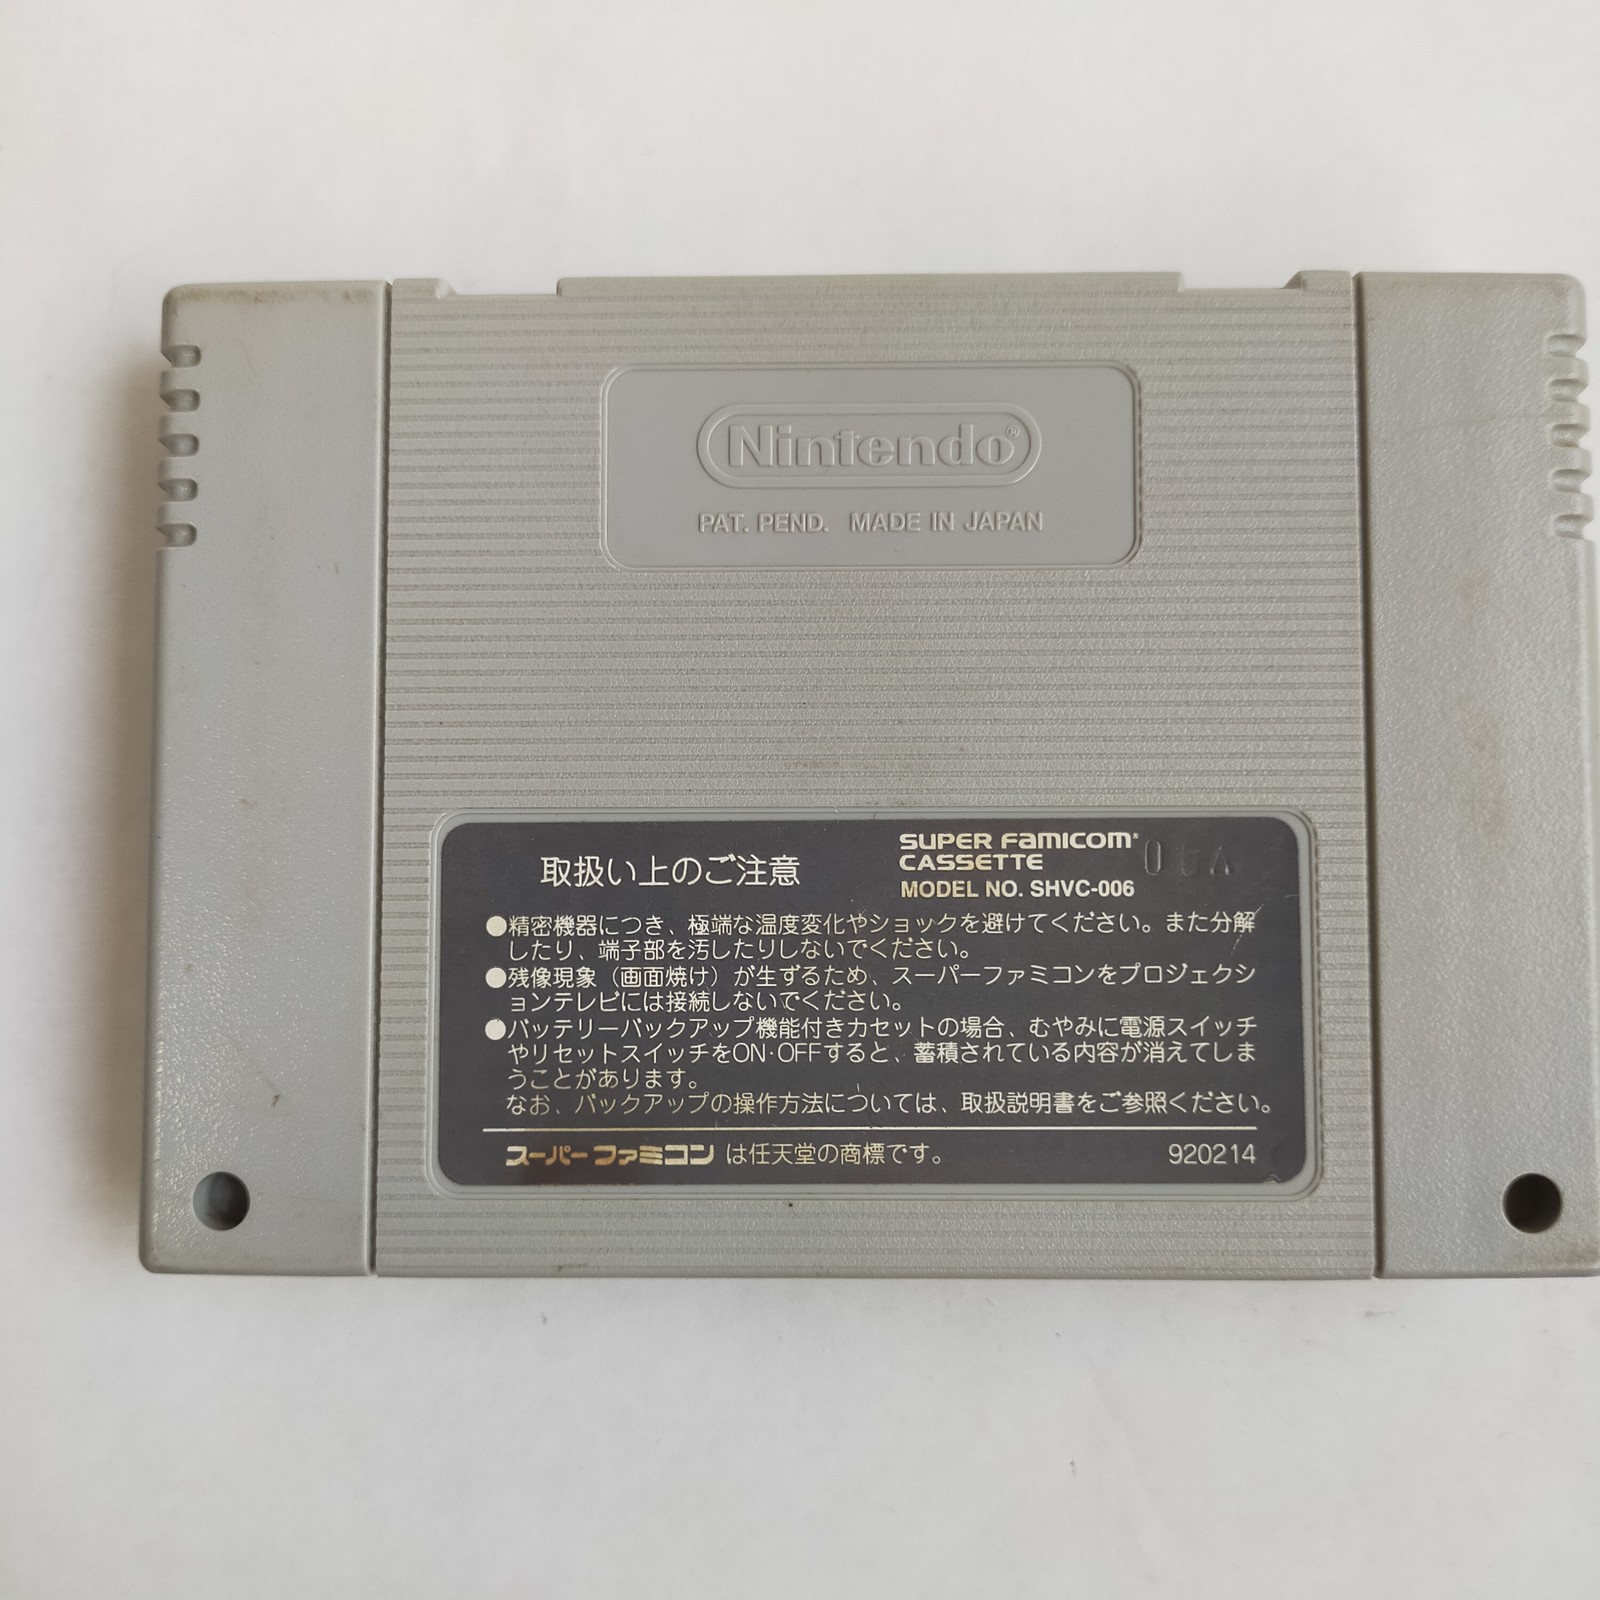 Nintendo®
PAT. PEND. MADE IN JAPAN
取扱い上のご注意
SUPER FAMICOM®
CASSETTE
MODEL NO. SHVC-006
●精密機器につき、極端な温度変化やショックを避けてください。また分解
したり、端子部を汚したりしないでください。
●残像現象（画面焼け）が生ずるため、スーパーファミコンをプロジェクシ
ョンテレビには接続しないでください。
●バッテリーバックアップ機能付きカセットの場合、むやみに電源スイッチ
やリセットスイッチをON·OFFすると、蓄積されている内容が消えてしま
うことがあります。
なお、バックアップの操作方法については、取扱説明書をご参照ください。
スーパーファミコン は任天堂の商標です。 920214